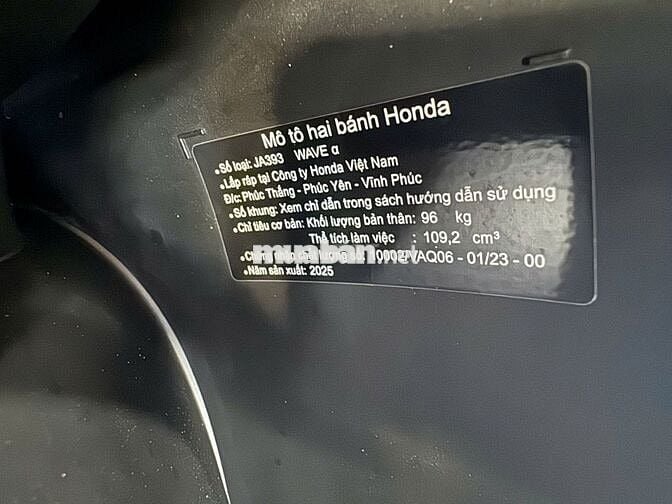 Mô tô hai bánh Honda
•Số loại: JA393 WAVE α
•Lắp ráp tại Công ty Honda Việt Nam
Đ/c: Phúc Thắng - Phúc Yên - Vĩnh Phúc
•Số khung: Xem chỉ dẫn trong sách hướng dẫn sử dụng
•Chỉ tiêu cơ bản: Khối lượng bản thân: 96 kg
Thể tích làm việc : 109,2 cm³
muaban.net
AQ06 - 01/23 - 00
•Năm sản xuất: 2025